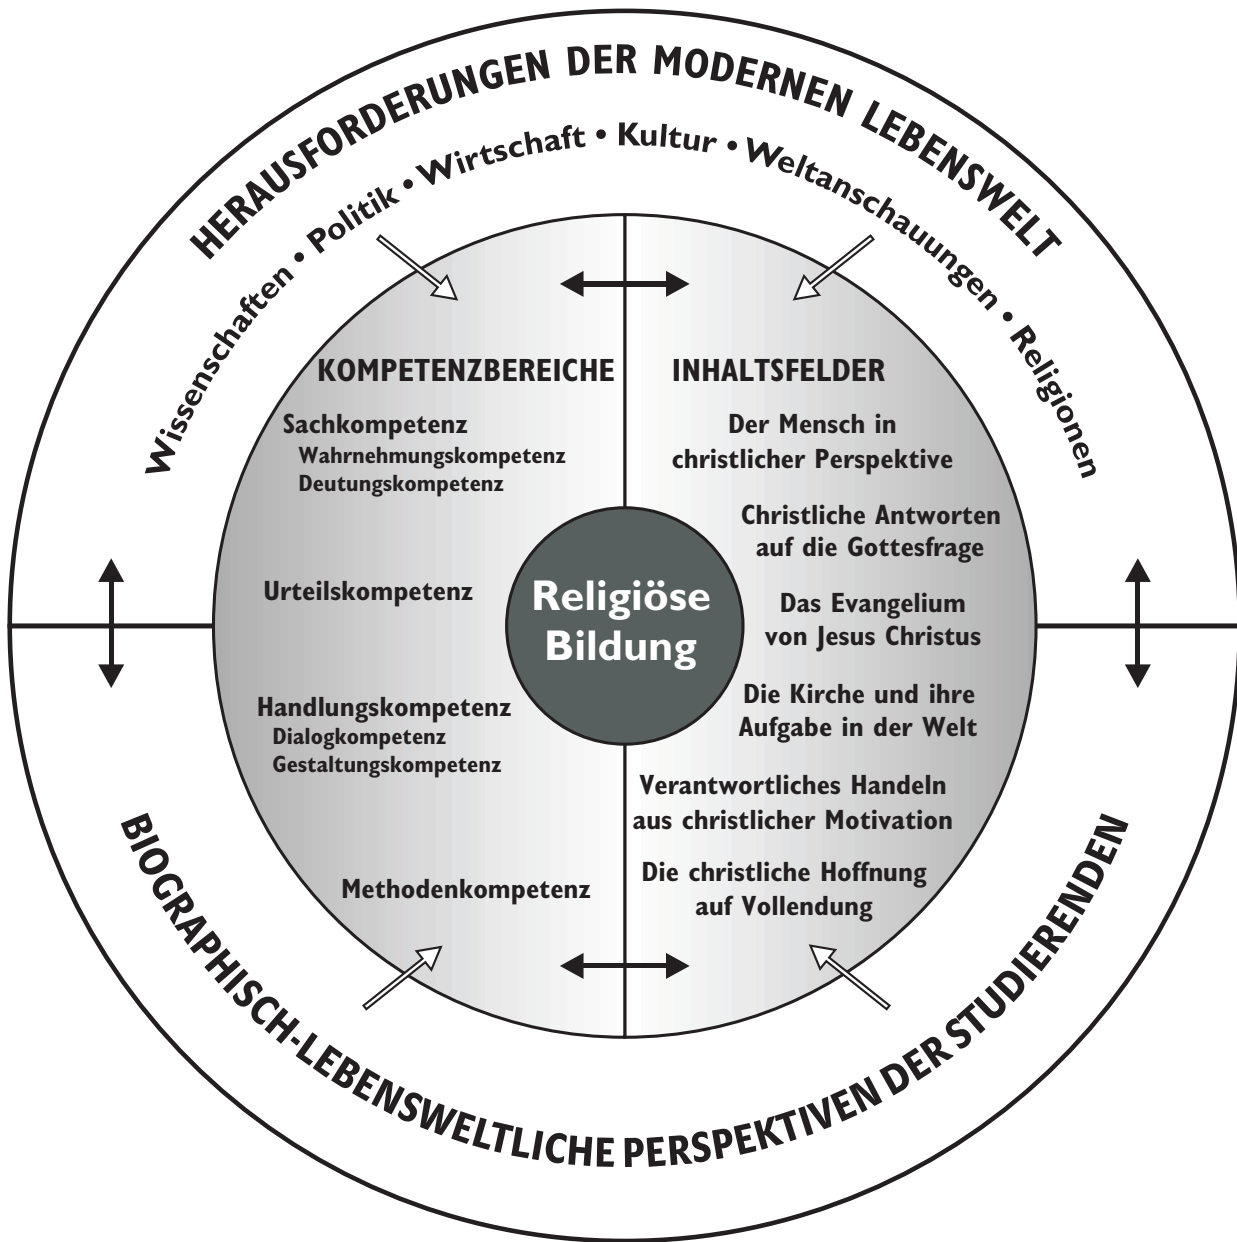 HERAUSFORDERUNGEN DER MODERNEN LEBENSWELT
Wissenschaften • Politik • Wirtschaft • Kultur • Weltanschauungen • Religionen
KOMPETENZBEREICHE
Sachkompetenz
Wahrnehmungskompetenz
Deutungskompetenz
Urteilskompetenz
Handlungskompetenz
Dialogkompetenz
Gestaltungskompetenz
Methodenkompetenz
Religiöse
Bildung
INHALTSFELDER
Der Mensch in
christlicher Perspektive
Christliche Antworten
auf die Gottesfrage
Das Evangelium
von Jesus Christus
Die Kirche und ihre
Aufgabe in der Welt
Verantwortliches Handeln
aus christlicher Motivation
Die christliche Hoffnung
auf Vollendung
BIOGRAPHISCH-LEBENSWELTLICHE PERSPEKTIVEN DER STUDIERENDEN